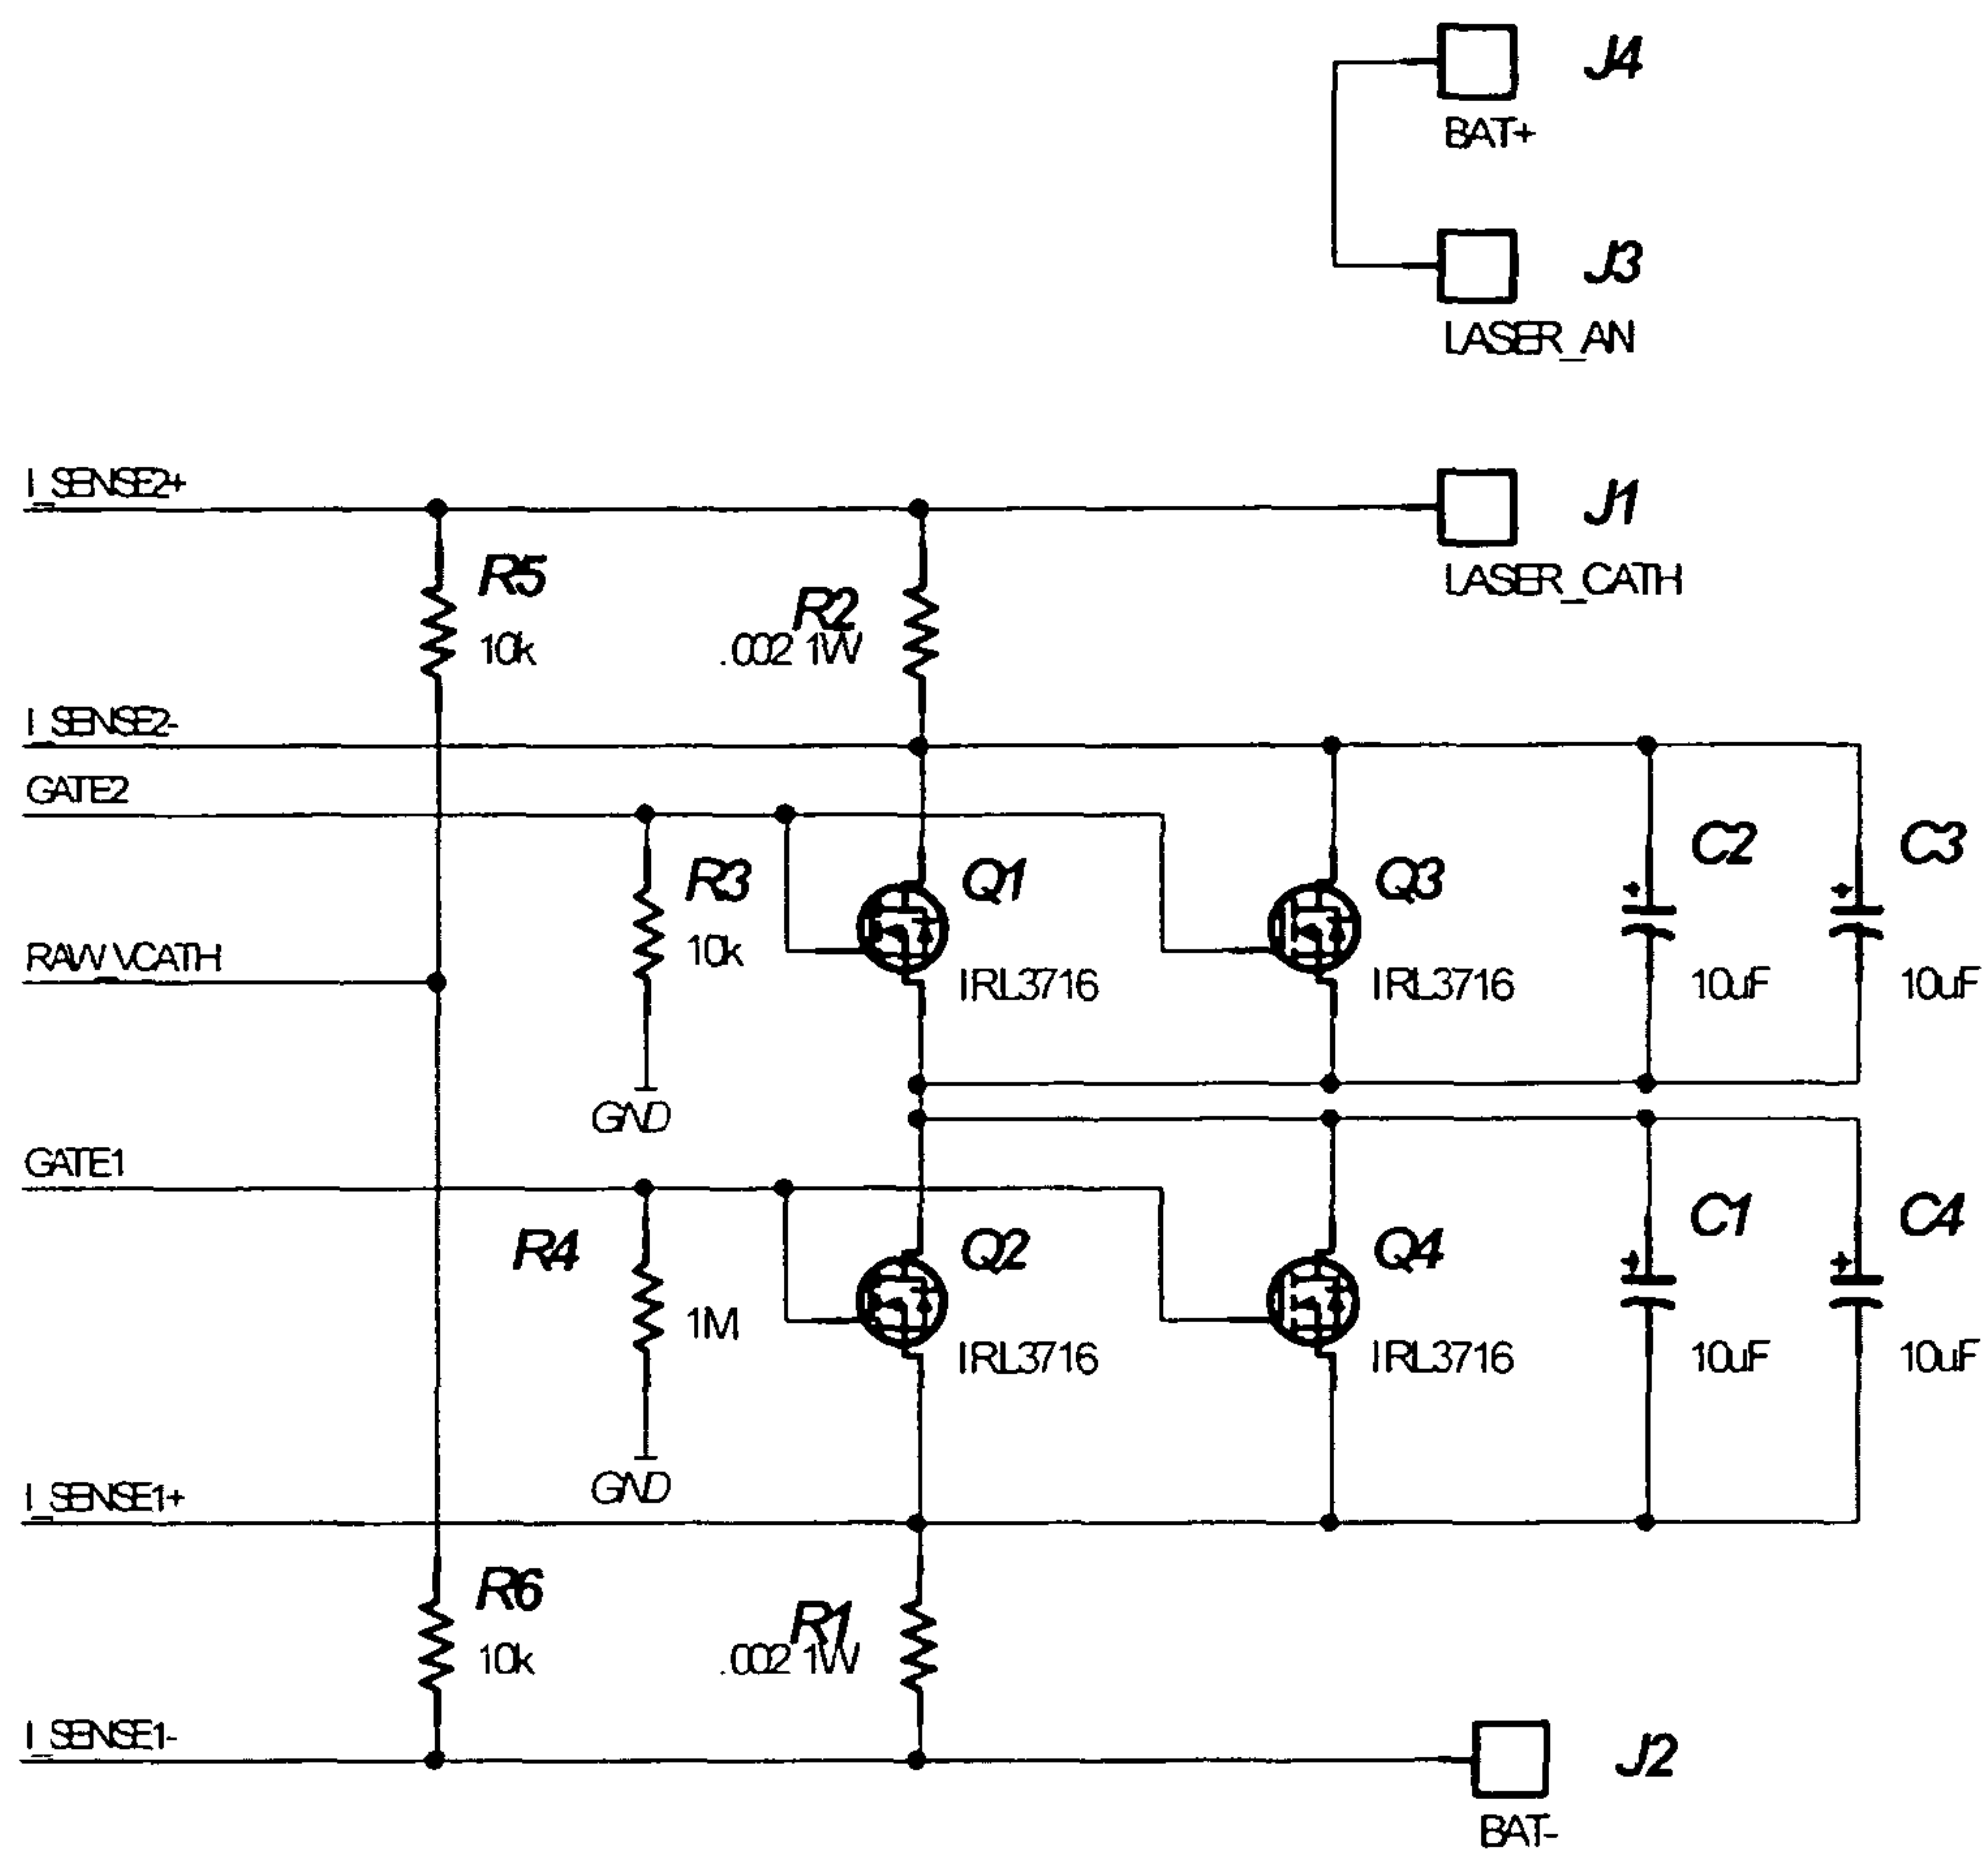 J4
BAT+
J3
LASER_AN
I_SENSE2+
J1
LASER_CATH
R5
10k
R2
.002 1W
I_SENSE2-
GATE2
R3
10k
Q1
IRL3716
Q3
IRL3716
C2
+
10uF
C3
+
10uF
RAW_VCATH
GND
GATE1
R4
1M
Q2
IRL3716
Q4
IRL3716
C1
+
10uF
C4
+
10uF
GND
I_SENSE1+
R6
10k
R1
.002 1W
I_SENSE1-
J2
BAT-